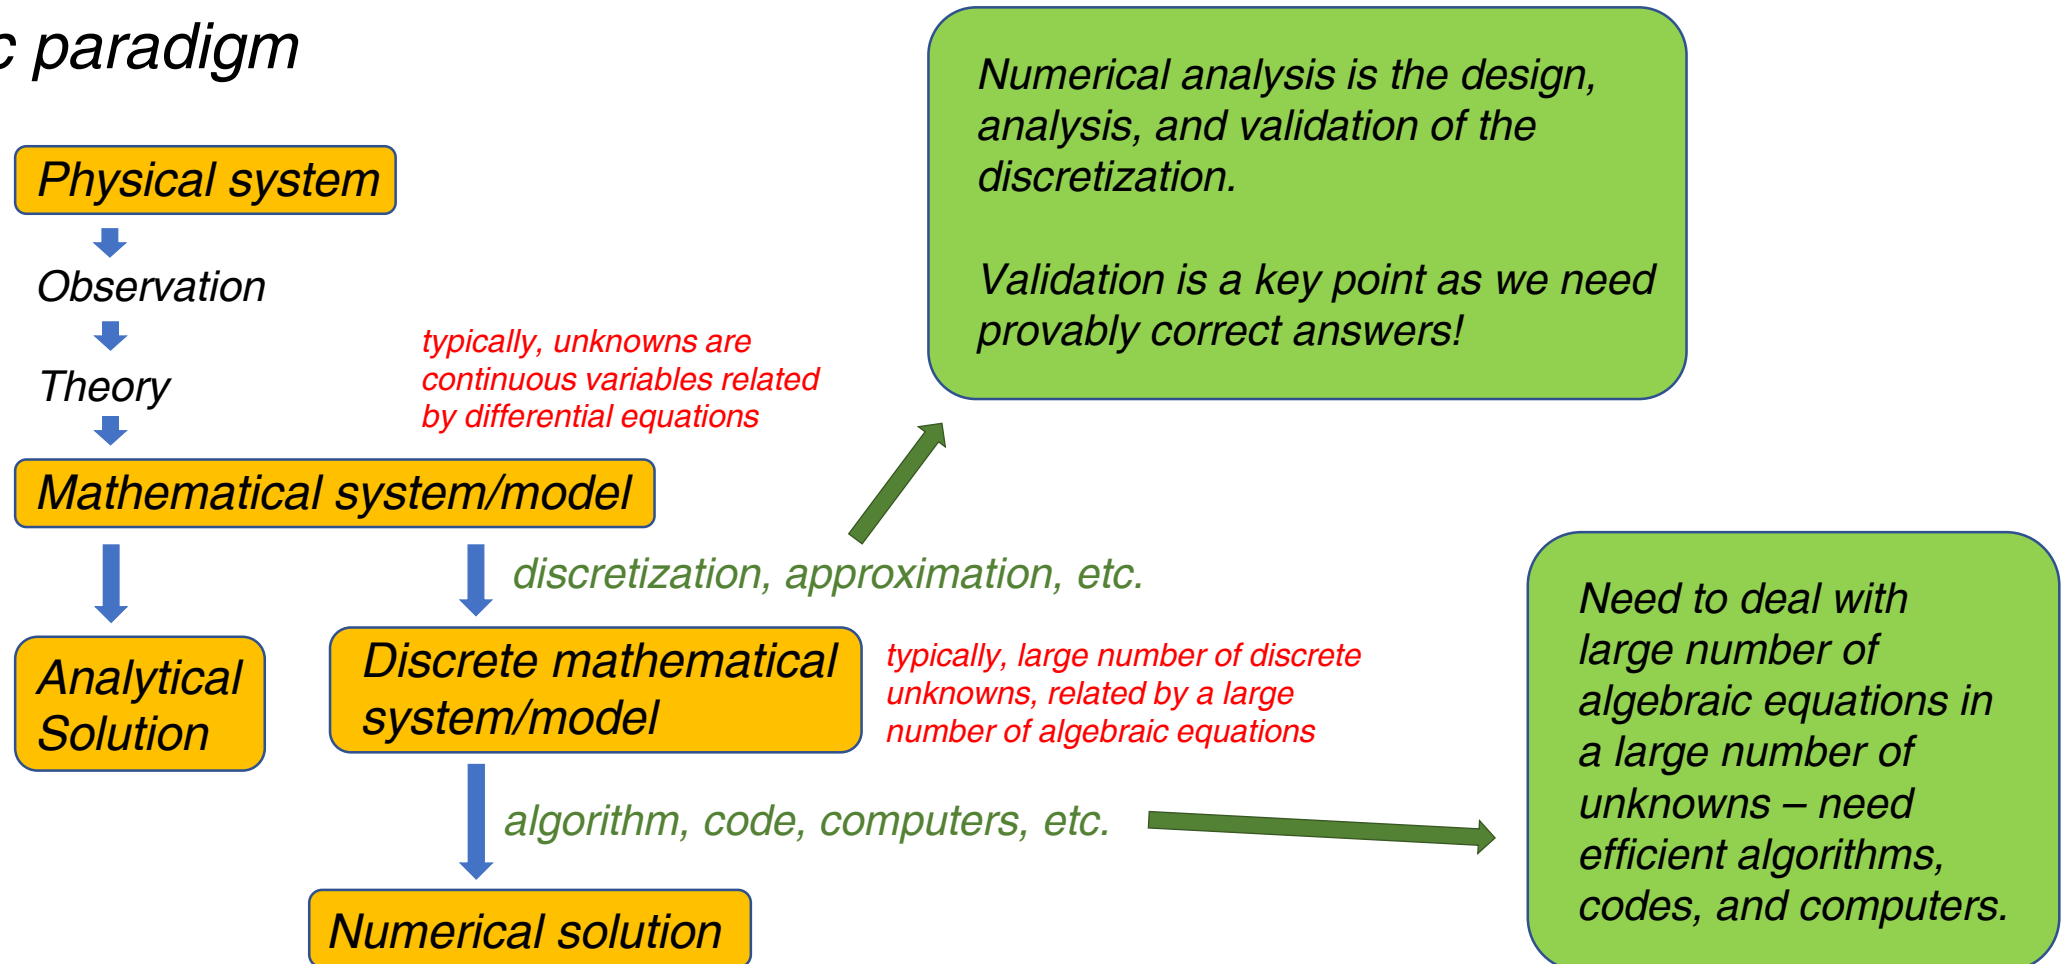 paradigm
Physical system
Observation
Theory
typically, unknowns are
continuous variables related
by differential equations
Mathematical system/model
discretization, approximation, etc.
Analytical
Solution
Discrete mathematical
system/model
typically, large number of discrete
unknowns, related by a large
number of algebraic equations
algorithm, code, computers, etc.
Numerical solution
Numerical analysis is the design,
analysis, and validation of the
discretization.
Validation is a key point as we need
provably correct answers!
Need to deal with
large number of
algebraic equations in
a large number of
unknowns – need
efficient algorithms,
codes, and computers.